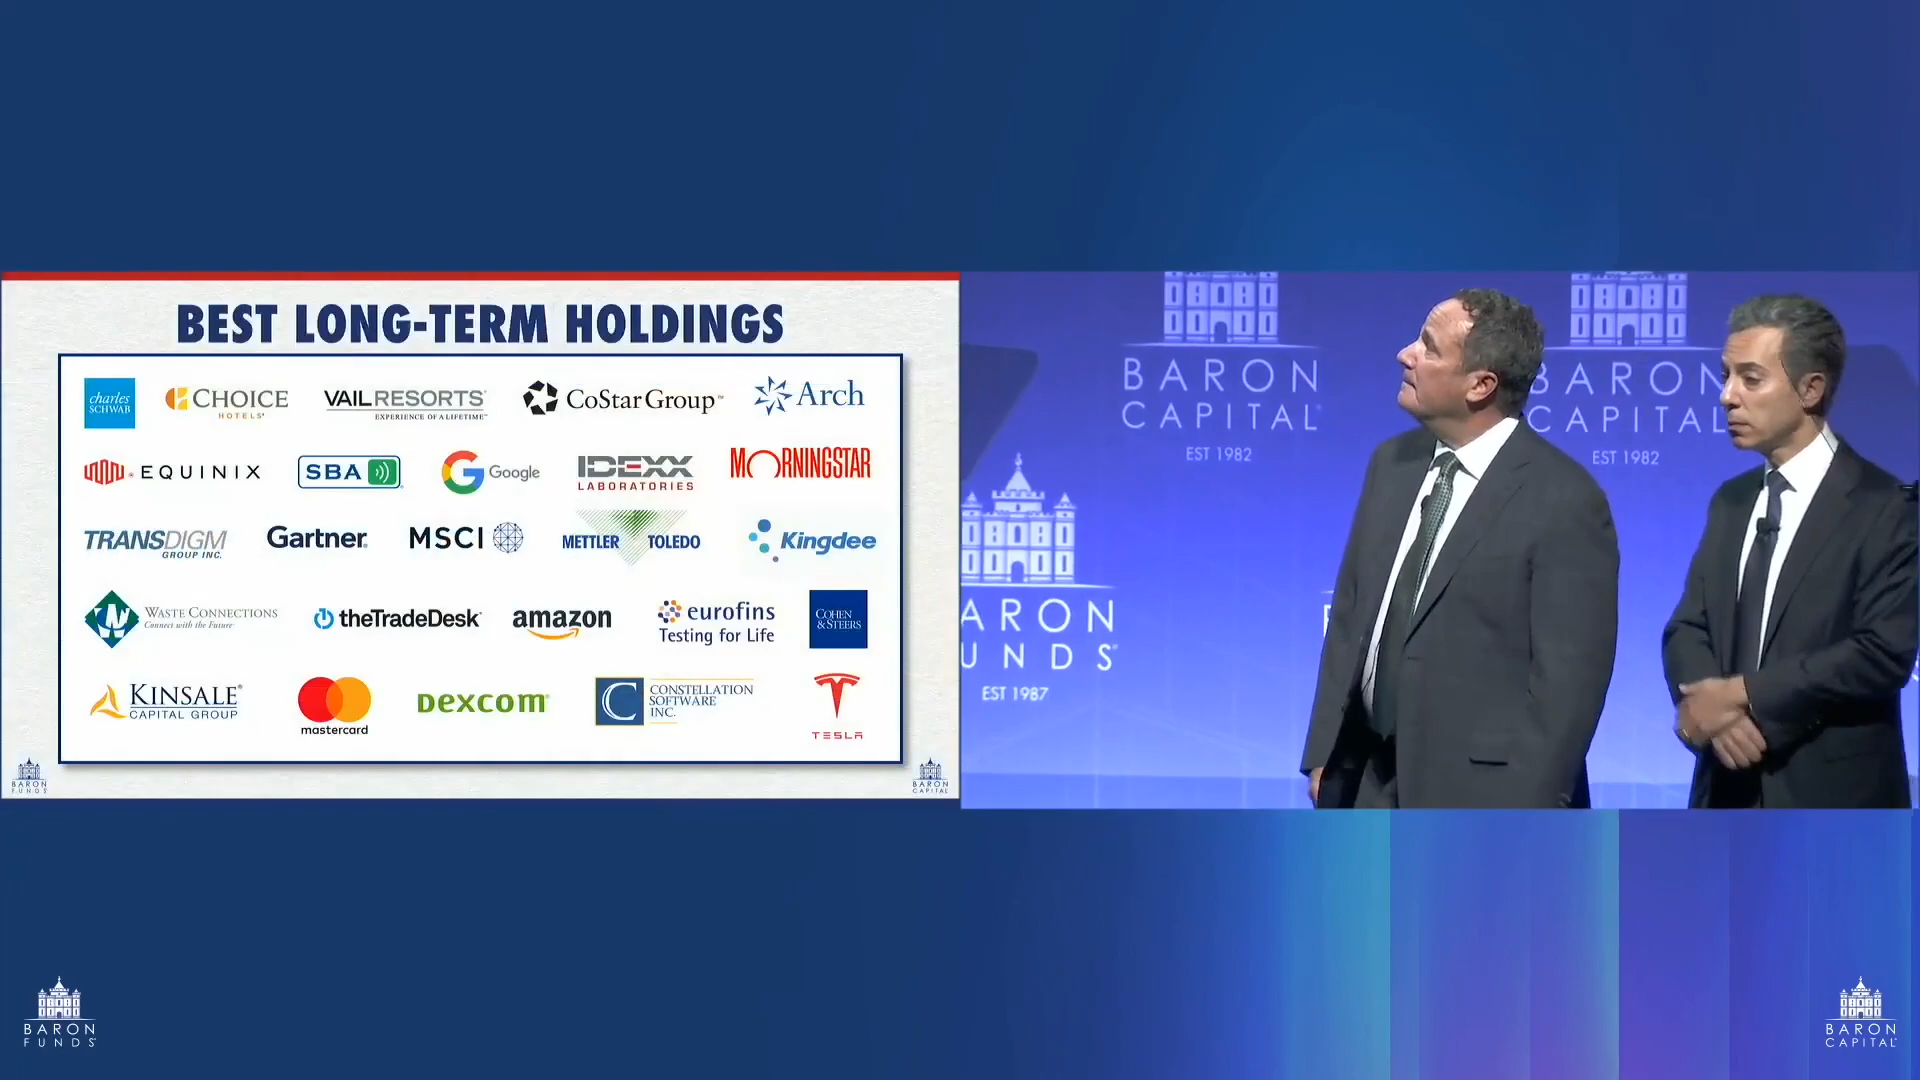 BEST LONG-TERM HOLDINGS
charles
SCHWAB
CHOICE
HOTELS
VAIL RESORTS
EXPERIENCE OF A LIFETIME™
CoStar Group™
Arch
EQUINIX
SBA
Google
IDEXX
LABORATORIES
MORNINGSTAR
TRANSDIGM
GROUP INC.
Gartner
MSCI
METTLER TOLEDO
Kingdee
WASTE CONNECTIONS
Connect with the Future
theTradeDesk
amazon
eurofins
Testing for Life
COHEN
& STEERS
KINSALE®
CAPITAL GROUP
mastercard
Dexcom
C
CONSTELLATION
SOFTWARE
INC.
TESLA
BARON
FUNDS
BARON
CAPITAL
BARON
CAPITAL
EST 1982
BARON
CAPITAL
EST 1982
ARON
UNDS
EST 1987
BARON
FUNDS
BARON
CAPITAL